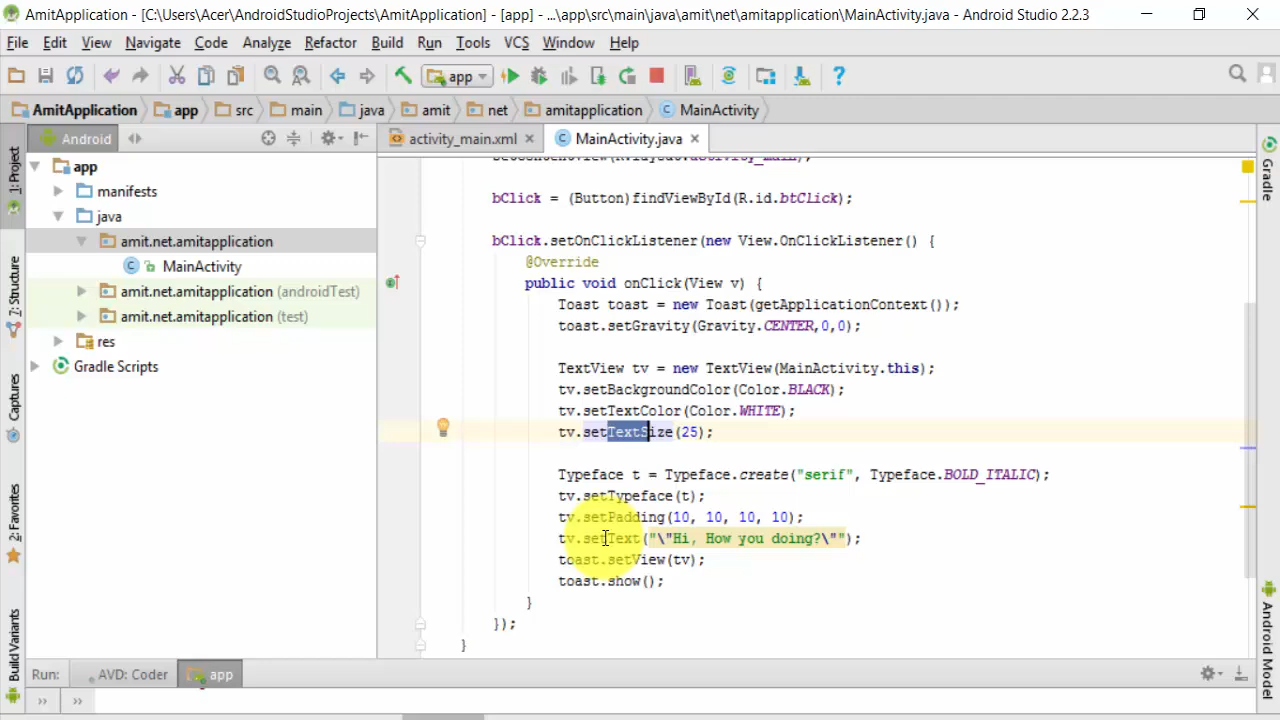 AmitApplication - [C:\Users\Acer\AndroidStudioProjects\AmitApplication] - [app] - ...\app\src\main\java\amit\net\amitapplication\MainActivity.java - Android Studio 2.2.3
File Edit View Navigate Code Analyze Refactor Build Run Tools VCS Window Help
app
AmitApplication app src main java amit net amitapplication MainActivity
Android
activity_main.xml MainActivity.java
1: Project
7: Structure
Captures
2: Favorites
Build Variants
app
manifests
java
amit.net.amitapplication
MainActivity
amit.net.amitapplication (androidTest)
amit.net.amitapplication (test)
res
Gradle Scripts
bClick = (Button)findViewById(R.id.btClick);
bClick.setOnClickListener(new View.OnClickListener() {
@Override
public void onClick(View v) {
Toast toast = new Toast(getApplicationContext());
toast.setGravity(Gravity.CENTER,0,0);
TextView tv = new TextView(MainActivity.this);
tv.setBackgroundColor(Color.BLACK);
tv.setTextColor(Color.WHITE);
tv.setTextSize(25);
Typeface t = Typeface.create("serif", Typeface.BOLD_ITALIC);
tv.setTypeface(t);
tv.setPadding(10, 10, 10, 10);
tv.setText("\"Hi, How you doing?\"");
toast.setView(tv);
toast.show();
}
});
}
Gradle
Android Model
Run: AVD: Coder app